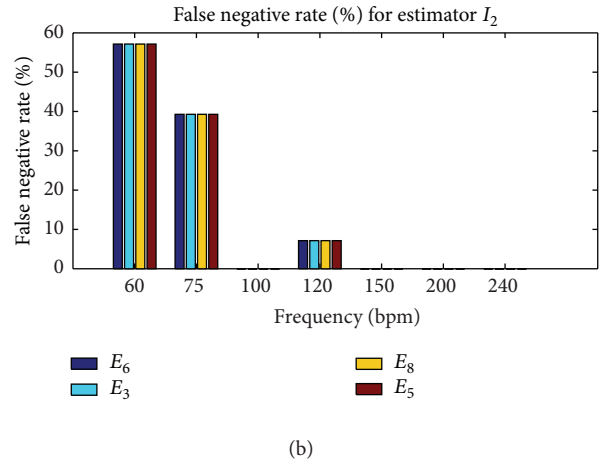 False negative rate (%) for estimator I₂
False negative rate (%)
60
50
40
30
20
10
0
60 75 100 120 150 200 240
Frequency (bpm)
E₆ E₈
E₃ E₅
(b)